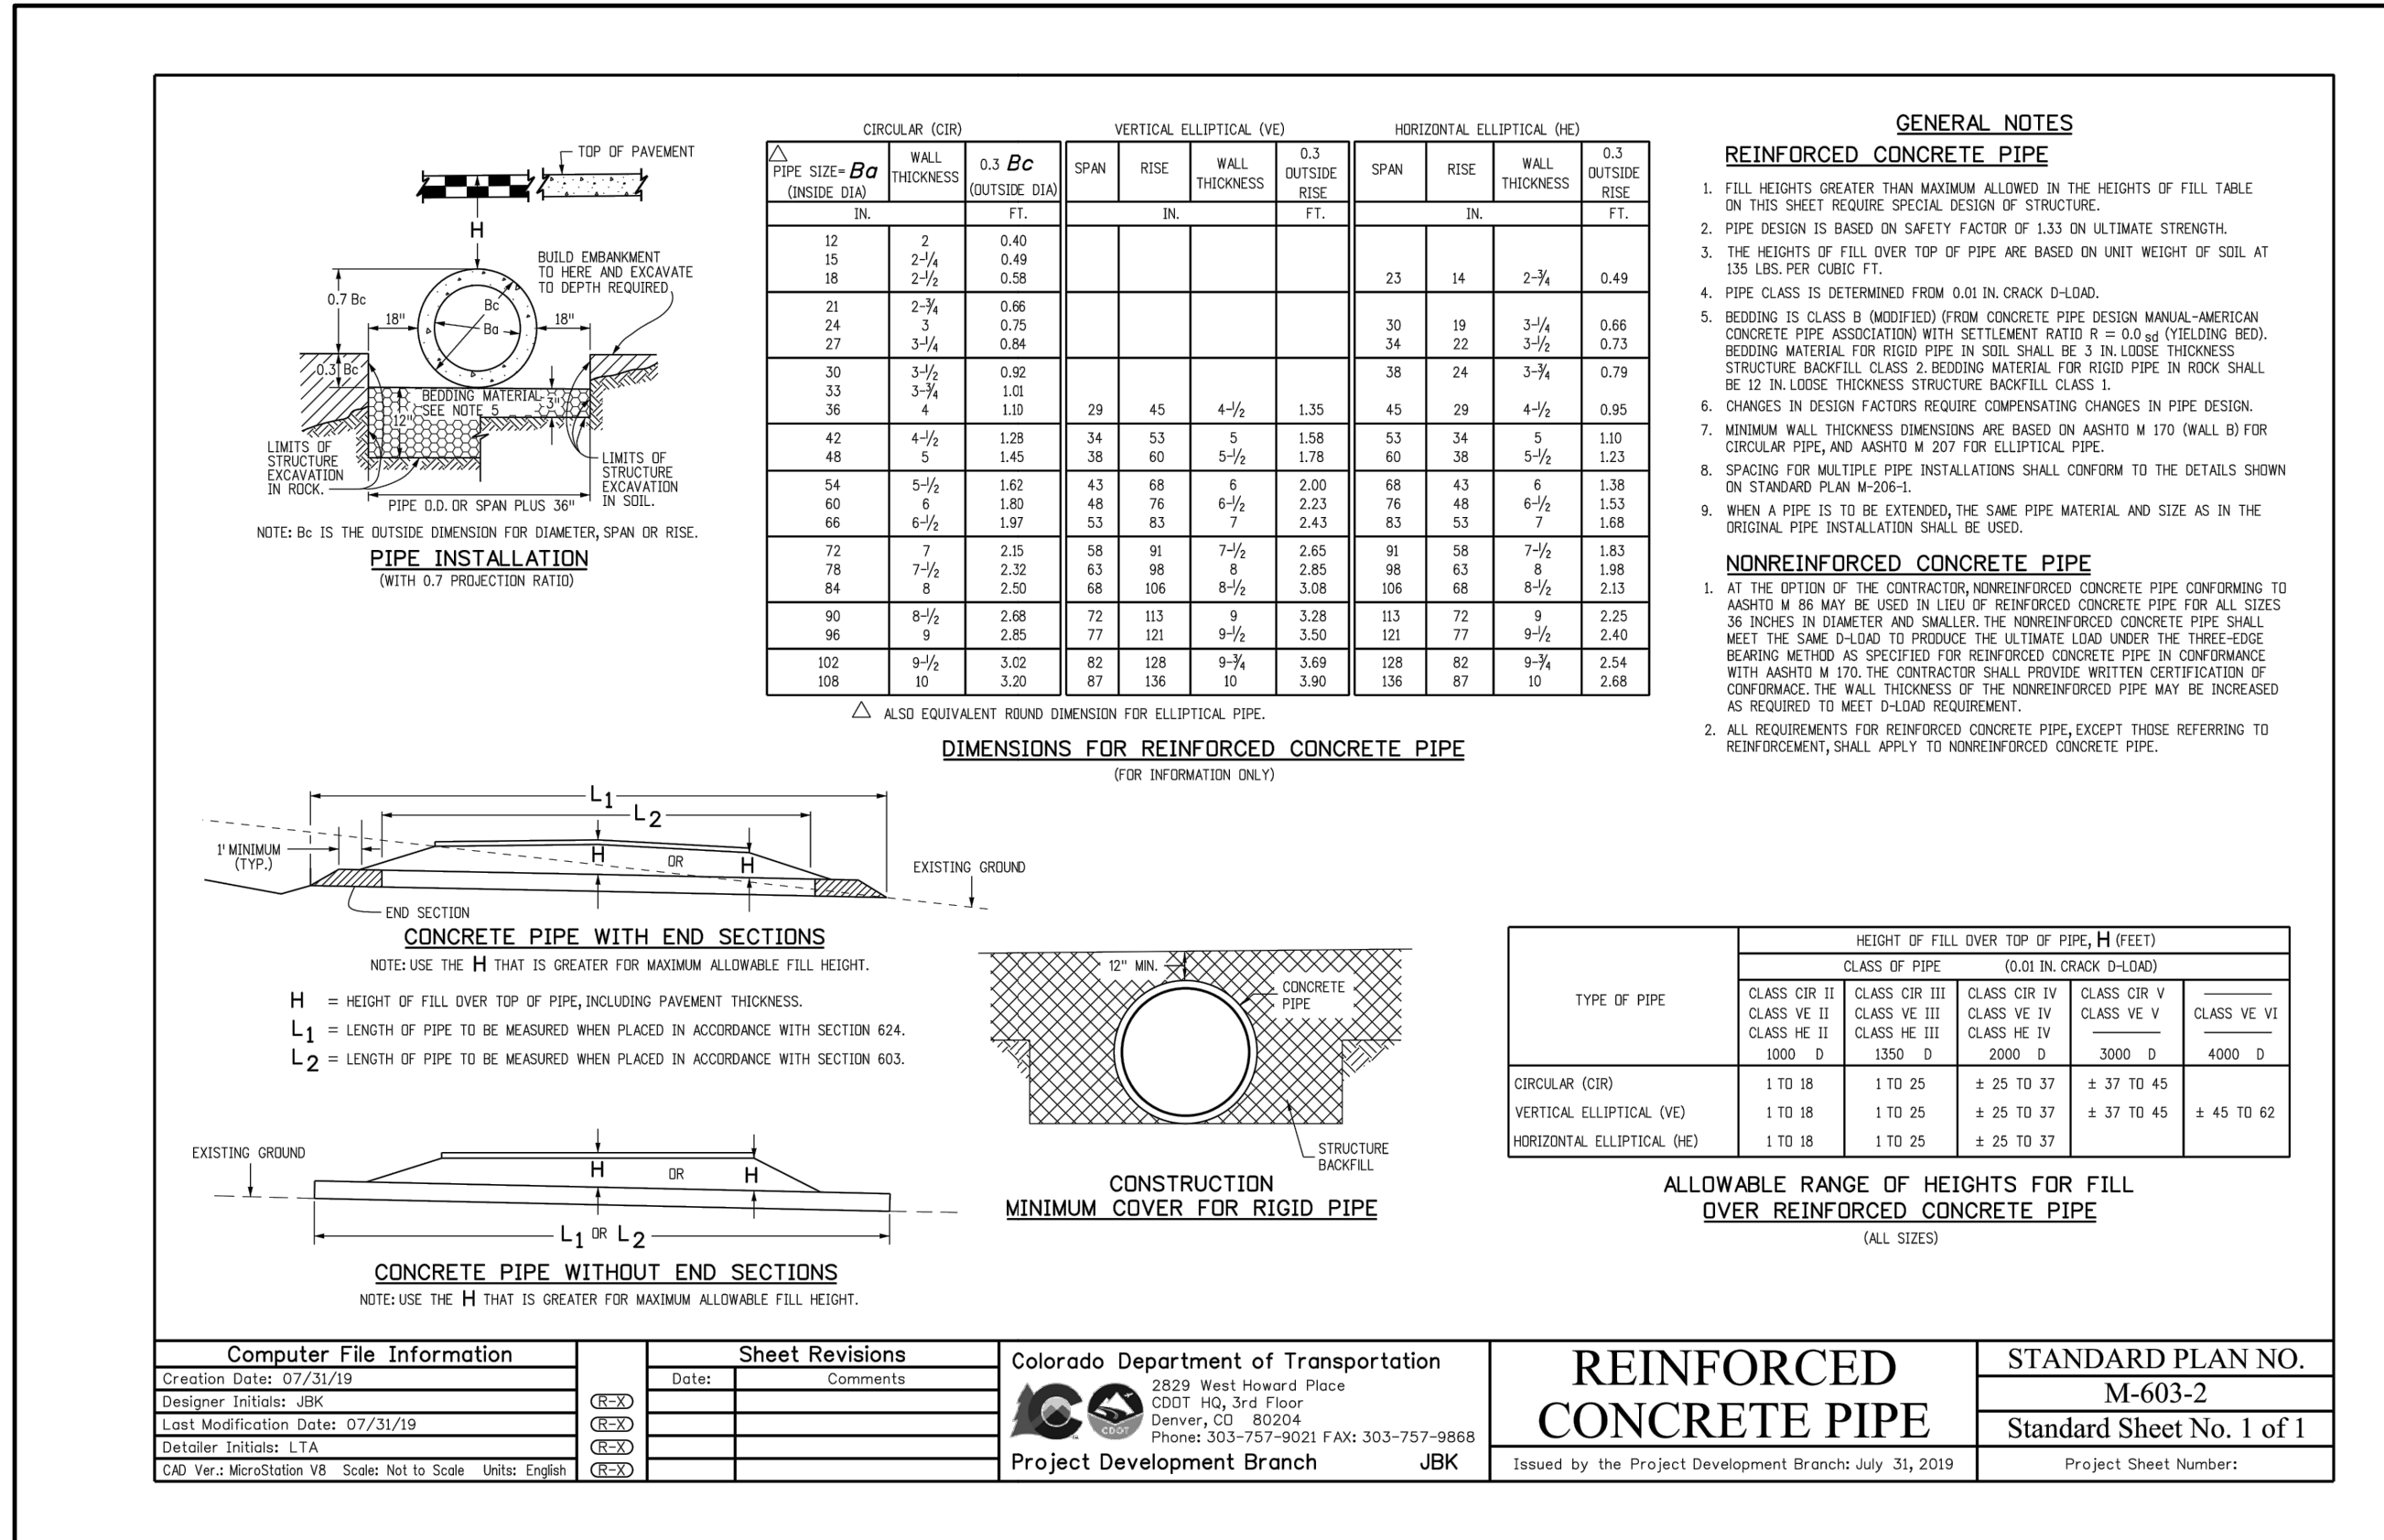 TOP OF PAVEMENT
H
BUILD EMBANKMENT
TO HERE AND EXCAVATE
TO DEPTH REQUIRED
0.7 Bc
18"
Bc
Ba
18"
0.3 Bc
BEDDING MATERIAL
SEE NOTE 5
3"
12"
LIMITS OF
STRUCTURE
EXCAVATION
IN ROCK.
LIMITS OF
STRUCTURE
EXCAVATION
IN SOIL.
PIPE O.D. OR SPAN PLUS 36"
NOTE: Bc IS THE OUTSIDE DIMENSION FOR DIAMETER, SPAN OR RISE.
PIPE INSTALLATION
(WITH 0.7 PROJECTION RATIO)
CIRCULAR (CIR) VERTICAL ELLIPTICAL (VE) HORIZONTAL ELLIPTICAL (HE)
△ PIPE SIZE= Ba (INSIDE DIA) WALL THICKNESS 0.3 Bc (OUTSIDE DIA) SPAN RISE WALL THICKNESS 0.3 OUTSIDE RISE SPAN RISE WALL THICKNESS 0.3 OUTSIDE RISE
IN. FT. IN. FT. IN. FT.
12 2 0.40
15 2-1/4 0.49
18 2-1/2 0.58 23 14 2-3/4 0.49
21 2-3/4 0.66
24 3 0.75 30 19 3-1/4 0.66
27 3-1/4 0.84 34 22 3-1/2 0.73
30 3-1/2 0.92 38 24 3-3/4 0.79
33 3-3/4 1.01
36 4 1.10 29 45 4-1/2 1.35 45 29 4-1/2 0.95
42 4-1/2 1.28 34 53 5 1.58 53 34 5 1.10
48 5 1.45 38 60 5-1/2 1.78 60 38 5-1/2 1.23
54 5-1/2 1.62 43 68 6 2.00 68 43 6 1.38
60 6 1.80 48 76 6-1/2 2.23 76 48 6-1/2 1.53
66 6-1/2 1.97 53 83 7 2.43 83 53 7 1.68
72 7 2.15 58 91 7-1/2 2.65 91 58 7-1/2 1.83
78 7-1/2 2.32 63 98 8 2.85 98 63 8 1.98
84 8 2.50 68 106 8-1/2 3.08 106 68 8-1/2 2.13
90 8-1/2 2.68 72 113 9 3.28 113 72 9 2.25
96 9 2.85 77 121 9-1/2 3.50 121 77 9-1/2 2.40
102 9-1/2 3.02 82 128 9-3/4 3.69 128 82 9-3/4 2.54
108 10 3.20 87 136 10 3.90 136 87 10 2.68
△ ALSO EQUIVALENT ROUND DIMENSION FOR ELLIPTICAL PIPE.
DIMENSIONS FOR REINFORCED CONCRETE PIPE
(FOR INFORMATION ONLY)
GENERAL NOTES
REINFORCED CONCRETE PIPE
1. FILL HEIGHTS GREATER THAN MAXIMUM ALLOWED IN THE HEIGHTS OF FILL TABLE
ON THIS SHEET REQUIRE SPECIAL DESIGN OF STRUCTURE.
2. PIPE DESIGN IS BASED ON SAFETY FACTOR OF 1.33 ON ULTIMATE STRENGTH.
3. THE HEIGHTS OF FILL OVER TOP OF PIPE ARE BASED ON UNIT WEIGHT OF SOIL AT
135 LBS. PER CUBIC FT.
4. PIPE CLASS IS DETERMINED FROM 0.01 IN. CRACK D-LOAD.
5. BEDDING IS CLASS B (MODIFIED) (FROM CONCRETE PIPE DESIGN MANUAL-AMERICAN
CONCRETE PIPE ASSOCIATION) WITH SETTLEMENT RATIO R = 0.0 sd (YIELDING BED).
BEDDING MATERIAL FOR RIGID PIPE IN SOIL SHALL BE 3 IN. LOOSE THICKNESS
STRUCTURE BACKFILL CLASS 2. BEDDING MATERIAL FOR RIGID PIPE IN ROCK SHALL
BE 12 IN. LOOSE THICKNESS STRUCTURE BACKFILL CLASS 1.
6. CHANGES IN DESIGN FACTORS REQUIRE COMPENSATING CHANGES IN PIPE DESIGN.
7. MINIMUM WALL THICKNESS DIMENSIONS ARE BASED ON AASHTO M 170 (WALL B) FOR
CIRCULAR PIPE, AND AASHTO M 207 FOR ELLIPTICAL PIPE.
8. SPACING FOR MULTIPLE PIPE INSTALLATIONS SHALL CONFORM TO THE DETAILS SHOWN
ON STANDARD PLAN M-206-1.
9. WHEN A PIPE IS TO BE EXTENDED, THE SAME PIPE MATERIAL AND SIZE AS IN THE
ORIGINAL PIPE INSTALLATION SHALL BE USED.
NONREINFORCED CONCRETE PIPE
1. AT THE OPTION OF THE CONTRACTOR, NONREINFORCED CONCRETE PIPE CONFORMING TO
AASHTO M 86 MAY BE USED IN LIEU OF REINFORCED CONCRETE PIPE FOR ALL SIZES
36 INCHES IN DIAMETER AND SMALLER. THE NONREINFORCED CONCRETE PIPE SHALL
MEET THE SAME D-LOAD TO PRODUCE THE ULTIMATE LOAD UNDER THE THREE-EDGE
BEARING METHOD AS SPECIFIED FOR REINFORCED CONCRETE PIPE IN CONFORMANCE
WITH AASHTO M 170. THE CONTRACTOR SHALL PROVIDE WRITTEN CERTIFICATION OF
CONFORMACE. THE WALL THICKNESS OF THE NONREINFORCED PIPE MAY BE INCREASED
AS REQUIRED TO MEET D-LOAD REQUIREMENT.
2. ALL REQUIREMENTS FOR REINFORCED CONCRETE PIPE, EXCEPT THOSE REFERRING TO
REINFORCEMENT, SHALL APPLY TO NONREINFORCED CONCRETE PIPE.
L1
L2
1' MINIMUM
(TYP.)
H OR H
EXISTING GROUND
END SECTION
CONCRETE PIPE WITH END SECTIONS
NOTE: USE THE H THAT IS GREATER FOR MAXIMUM ALLOWABLE FILL HEIGHT.
H = HEIGHT OF FILL OVER TOP OF PIPE, INCLUDING PAVEMENT THICKNESS.
L1 = LENGTH OF PIPE TO BE MEASURED WHEN PLACED IN ACCORDANCE WITH SECTION 624.
L2 = LENGTH OF PIPE TO BE MEASURED WHEN PLACED IN ACCORDANCE WITH SECTION 603.
EXISTING GROUND
H OR H
L1 OR L2
CONCRETE PIPE WITHOUT END SECTIONS
NOTE: USE THE H THAT IS GREATER FOR MAXIMUM ALLOWABLE FILL HEIGHT.
12" MIN.
CONCRETE
PIPE
STRUCTURE
BACKFILL
CONSTRUCTION
MINIMUM COVER FOR RIGID PIPE
TYPE OF PIPE
HEIGHT OF FILL OVER TOP OF PIPE, H (FEET)
CLASS OF PIPE (0.01 IN. CRACK D-LOAD)
CLASS CIR II CLASS CIR III CLASS CIR IV CLASS CIR V
CLASS VE II CLASS VE III CLASS VE IV CLASS VE V CLASS VE VI
CLASS HE II CLASS HE III CLASS HE IV
1000 D 1350 D 2000 D 3000 D 4000 D
CIRCULAR (CIR) 1 TO 18 1 TO 25 ± 25 TO 37 ± 37 TO 45
VERTICAL ELLIPTICAL (VE) 1 TO 18 1 TO 25 ± 25 TO 37 ± 37 TO 45 ± 45 TO 62
HORIZONTAL ELLIPTICAL (HE) 1 TO 18 1 TO 25 ± 25 TO 37
ALLOWABLE RANGE OF HEIGHTS FOR FILL
OVER REINFORCED CONCRETE PIPE
(ALL SIZES)
Computer File Information
Creation Date: 07/31/19
Designer Initials: JBK
Last Modification Date: 07/31/19
Detailer Initials: LTA
CAD Ver.: MicroStation V8 Scale: Not to Scale Units: English
R-X
R-X
R-X
R-X
Sheet Revisions
Date: Comments
Colorado Department of Transportation
CDOT
2829 West Howard Place
CDOT HQ, 3rd Floor
Denver, CO 80204
Phone: 303-757-9021 FAX: 303-757-9868
Project Development Branch JBK
REINFORCED
CONCRETE PIPE
Issued by the Project Development Branch: July 31, 2019
STANDARD PLAN NO.
M-603-2
Standard Sheet No. 1 of 1
Project Sheet Number: